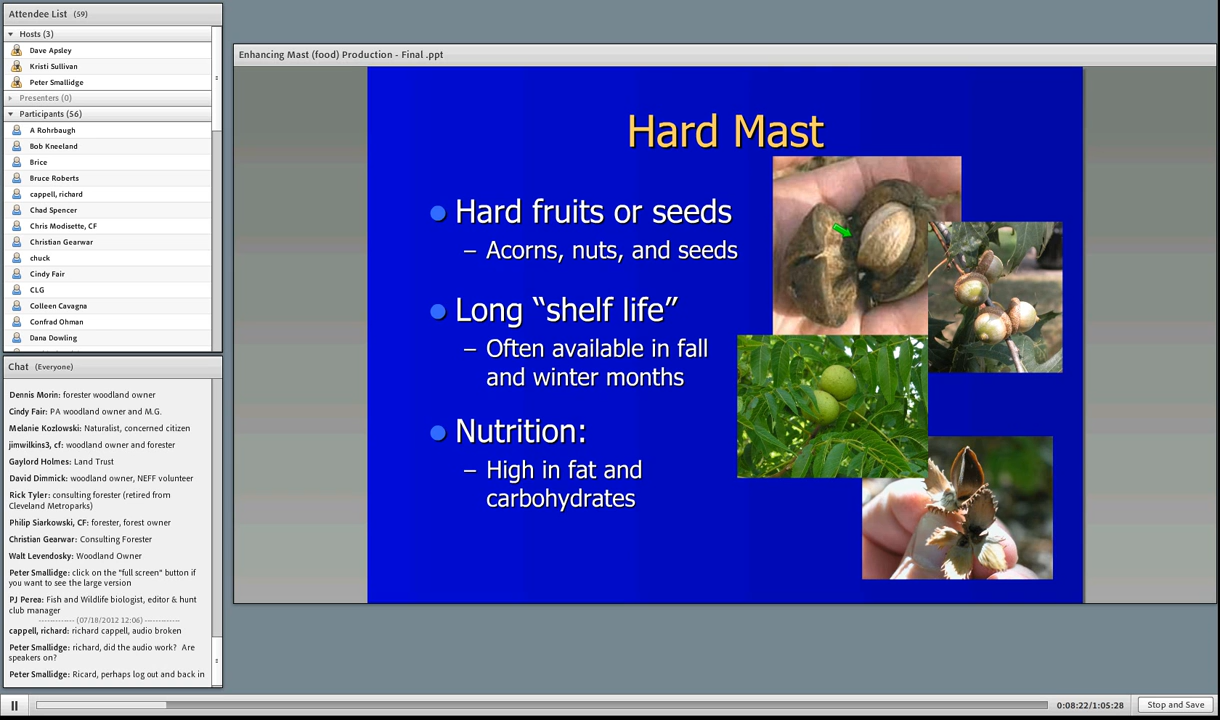 Attendee List (59)
Hosts (3)
Dave Apsley
Kristi Sullivan
Peter Smallidge
Presenters (0)
Participants (56)
A Rohrbaugh
Bob Kneeland
Brice
Bruce Roberts
cappell, richard
Chad Spencer
Chris Modisette, CF
Christian Gearwar
chuck
Cindy Fair
CLG
Colleen Cavagna
Confrad Ohman
Dana Dowling
Chat (Everyone)
Dennis Morin: forester woodland owner
Cindy Fair: PA woodland owner and M.G.
Melanie Kozlowski: Naturalist, concerned citizen
jimwilkins3, cf: woodland owner and forester
Gaylord Holmes: Land Trust
David Dimmick: woodland owner, NEFF volunteer
Rick Tyler: consulting forester (retired from
Cleveland Metroparks)
Philip Siarkowski, CF: forester, forest owner
Christian Gearwar: Consulting Forester
Walt Levendosky: Woodland Owner
Peter Smallidge: click on the "full screen" button if
you want to see the large version
PJ Perea: Fish and Wildlife biologist, editor & hunt
club manager
------------- (07/18/2012 12:06) -------------
cappell, richard: richard cappell, audio broken
Peter Smallidge: richard, did the audio work? Are
speakers on?
Peter Smallidge: Ricard, perhaps log out and back in
Enhancing Mast (food) Production - Final .ppt
Hard Mast
Hard fruits or seeds
– Acorns, nuts, and seeds
Long “shelf life”
– Often available in fall
and winter months
Nutrition:
– High in fat and
carbohydrates
0:08:22/1:05:28
Stop and Save